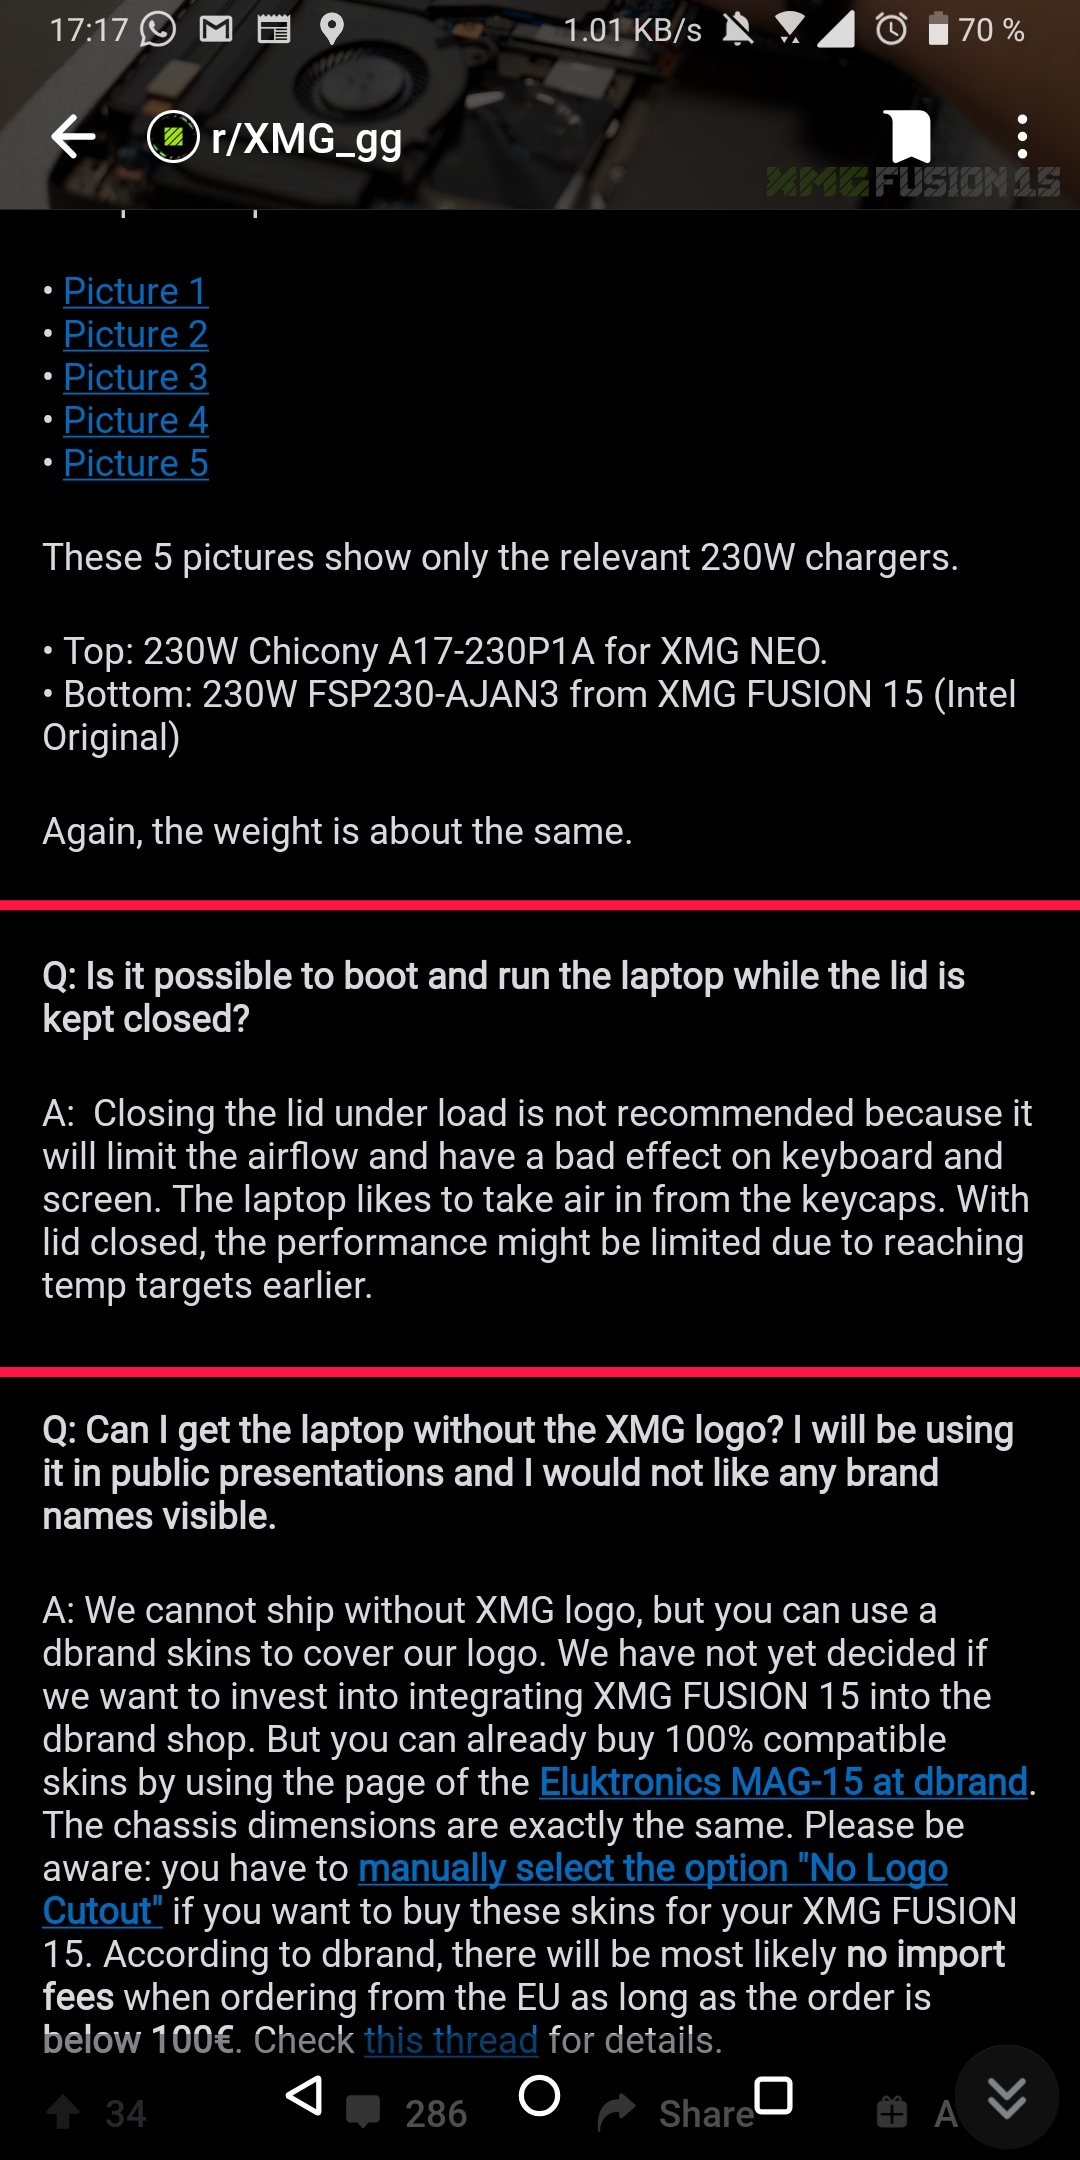 17:17 1.01 KB/s 70 %
r/XMG_gg
XMG FUSION 15
• Picture 1
• Picture 2
• Picture 3
• Picture 4
• Picture 5
These 5 pictures show only the relevant 230W chargers.
• Top: 230W Chicony A17-230P1A for XMG NEO.
• Bottom: 230W FSP230-AJAN3 from XMG FUSION 15 (Intel
Original)
Again, the weight is about the same.
Q: Is it possible to boot and run the laptop while the lid is
kept closed?
A:  Closing the lid under load is not recommended because it
will limit the airflow and have a bad effect on keyboard and
screen. The laptop likes to take air in from the keycaps. With
lid closed, the performance might be limited due to reaching
temp targets earlier.
Q: Can I get the laptop without the XMG logo? I will be using
it in public presentations and I would not like any brand
names visible.
A: We cannot ship without XMG logo, but you can use a
dbrand skins to cover our logo. We have not yet decided if
we want to invest into integrating XMG FUSION 15 into the
dbrand shop. But you can already buy 100% compatible
skins by using the page of the Eluktronics MAG-15 at dbrand.
The chassis dimensions are exactly the same. Please be
aware: you have to manually select the option "No Logo
Cutout" if you want to buy these skins for your XMG FUSION
15. According to dbrand, there will be most likely no import
fees when ordering from the EU as long as the order is
below 100€. Check this thread for details.
34 286 Share A